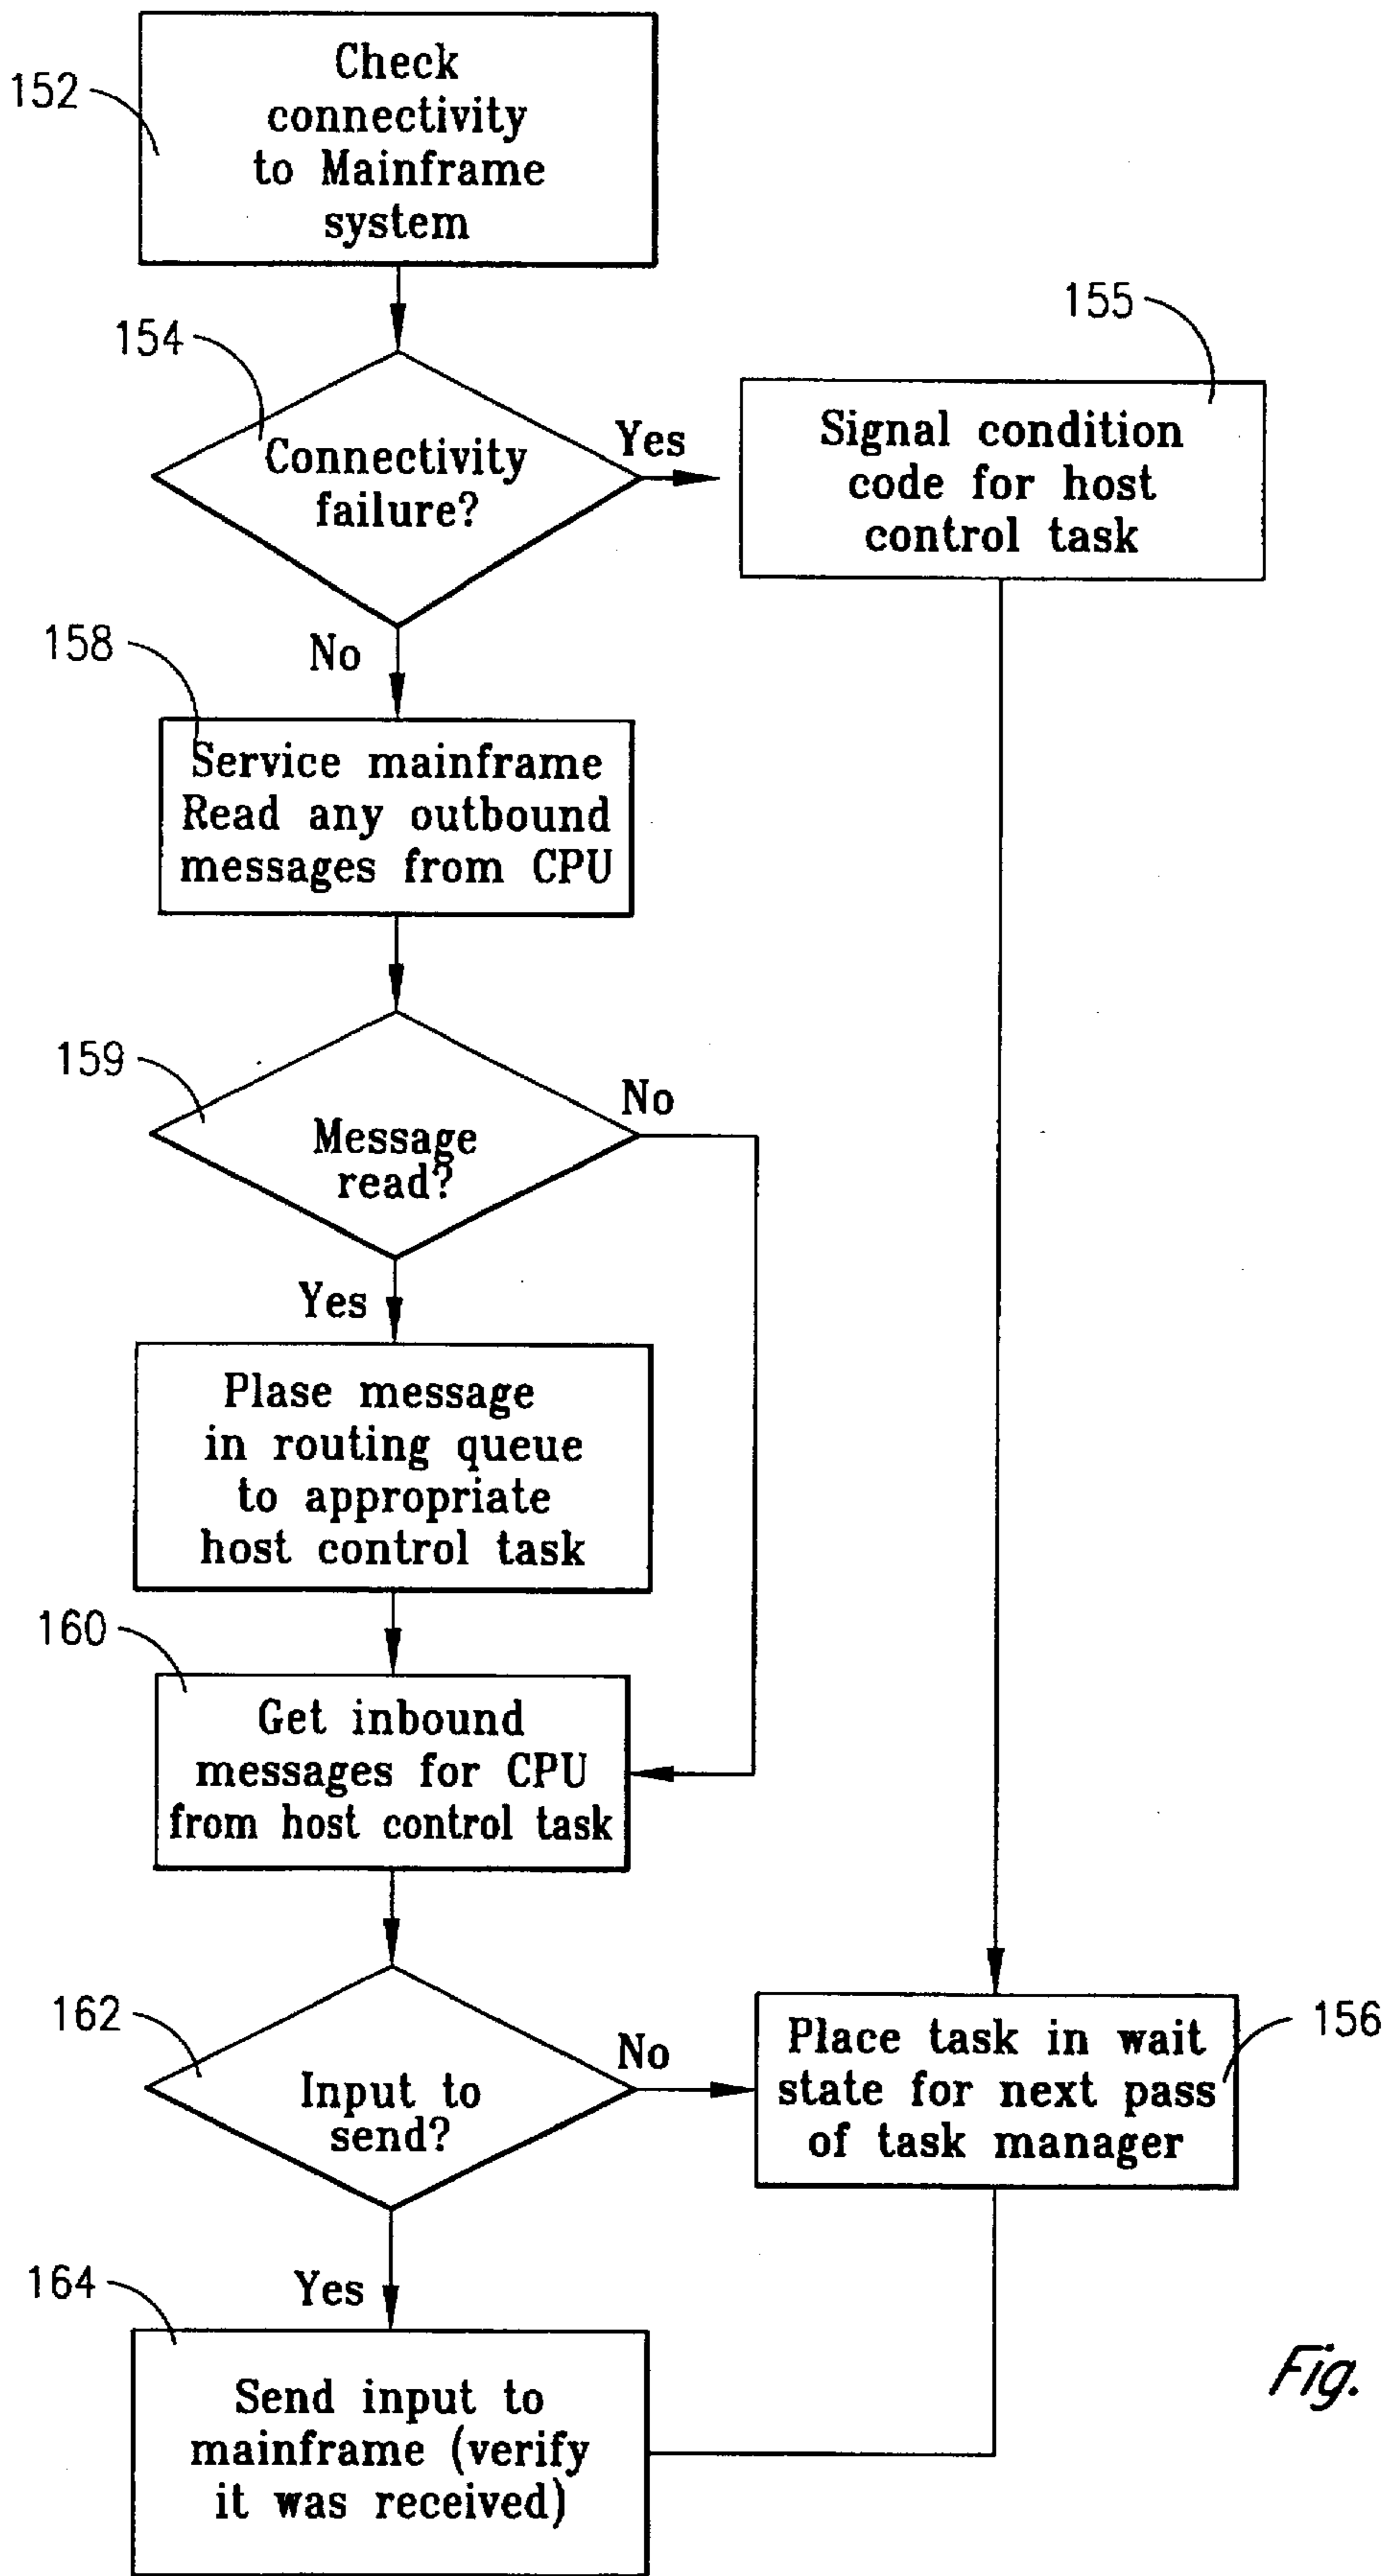 152
Check
connectivity
to Mainframe
system
154
Connectivity
failure?
Yes
155
Signal condition
code for host
control task
No
158
Service mainframe
Read any outbound
messages from CPU
159
Message
read?
No
Yes
Plase message
in routing queue
to appropriate
host control task
160
Get inbound
messages for CPU
from host control task
162
Input to
send?
No
156
Place task in wait
state for next pass
of task manager
Yes
164
Send input to
mainframe (verify
it was received)
Fig.